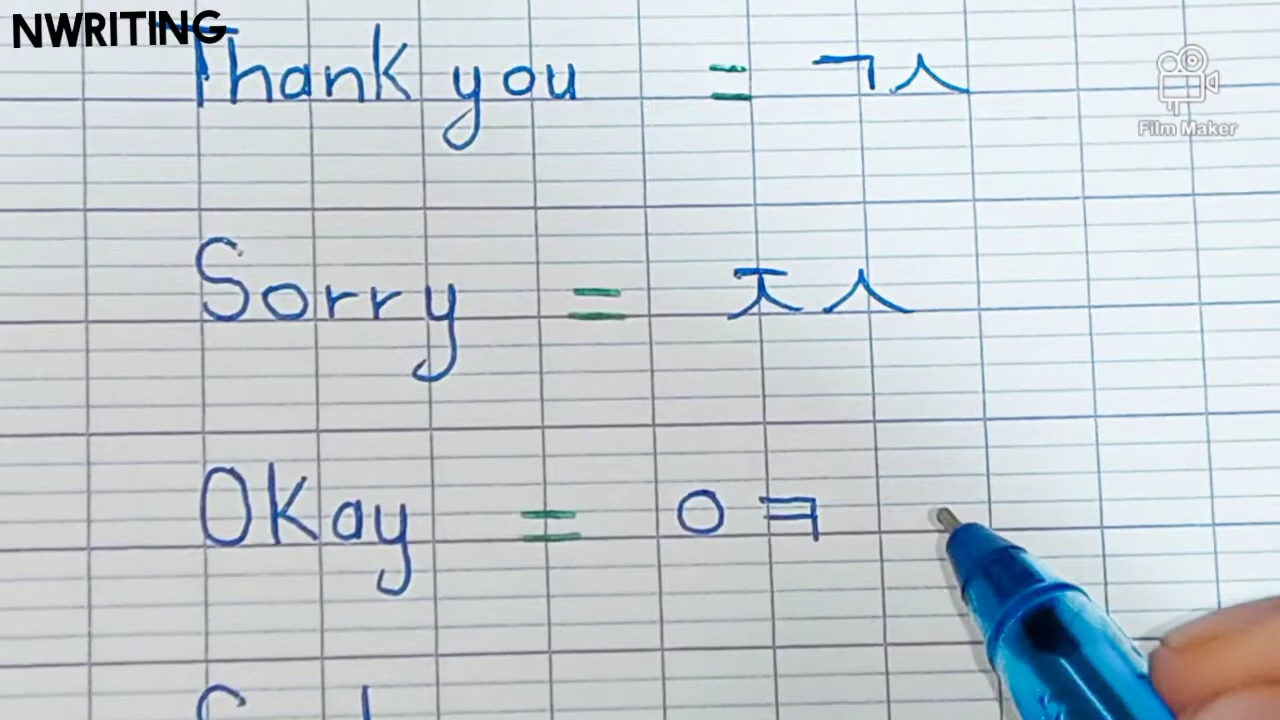 NWRITING
Thank you = ㄱㅅ
Film Maker
Sorry = ㅈㅅ
Okay = ㅇㅋ